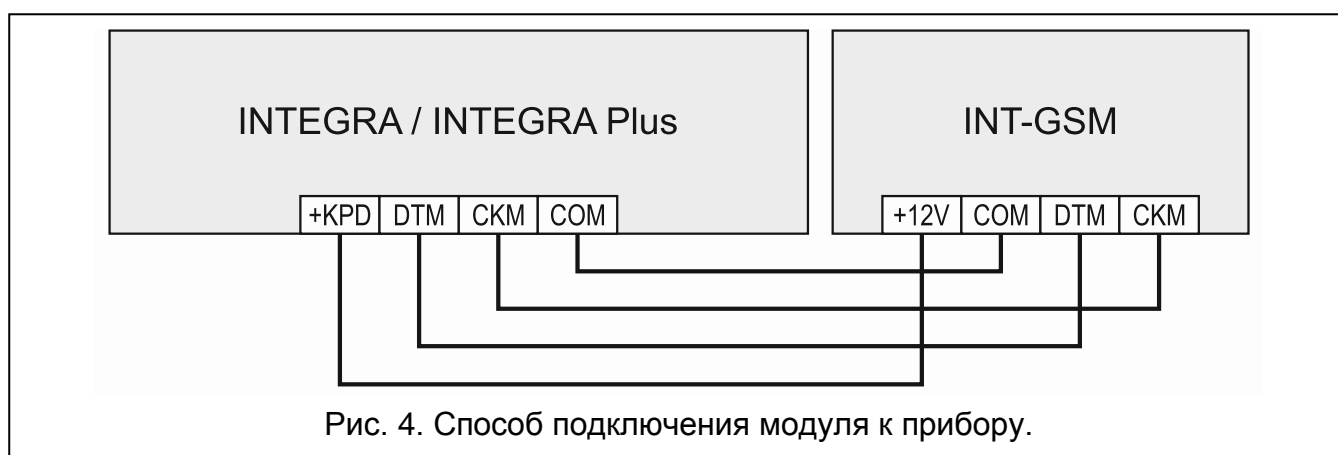 INTEGRA / INTEGRA Plus
+KPD DTM CKM COM
INT-GSM
+12V COM DTM CKM
Рис. 4. Способ подключения модуля к прибору.